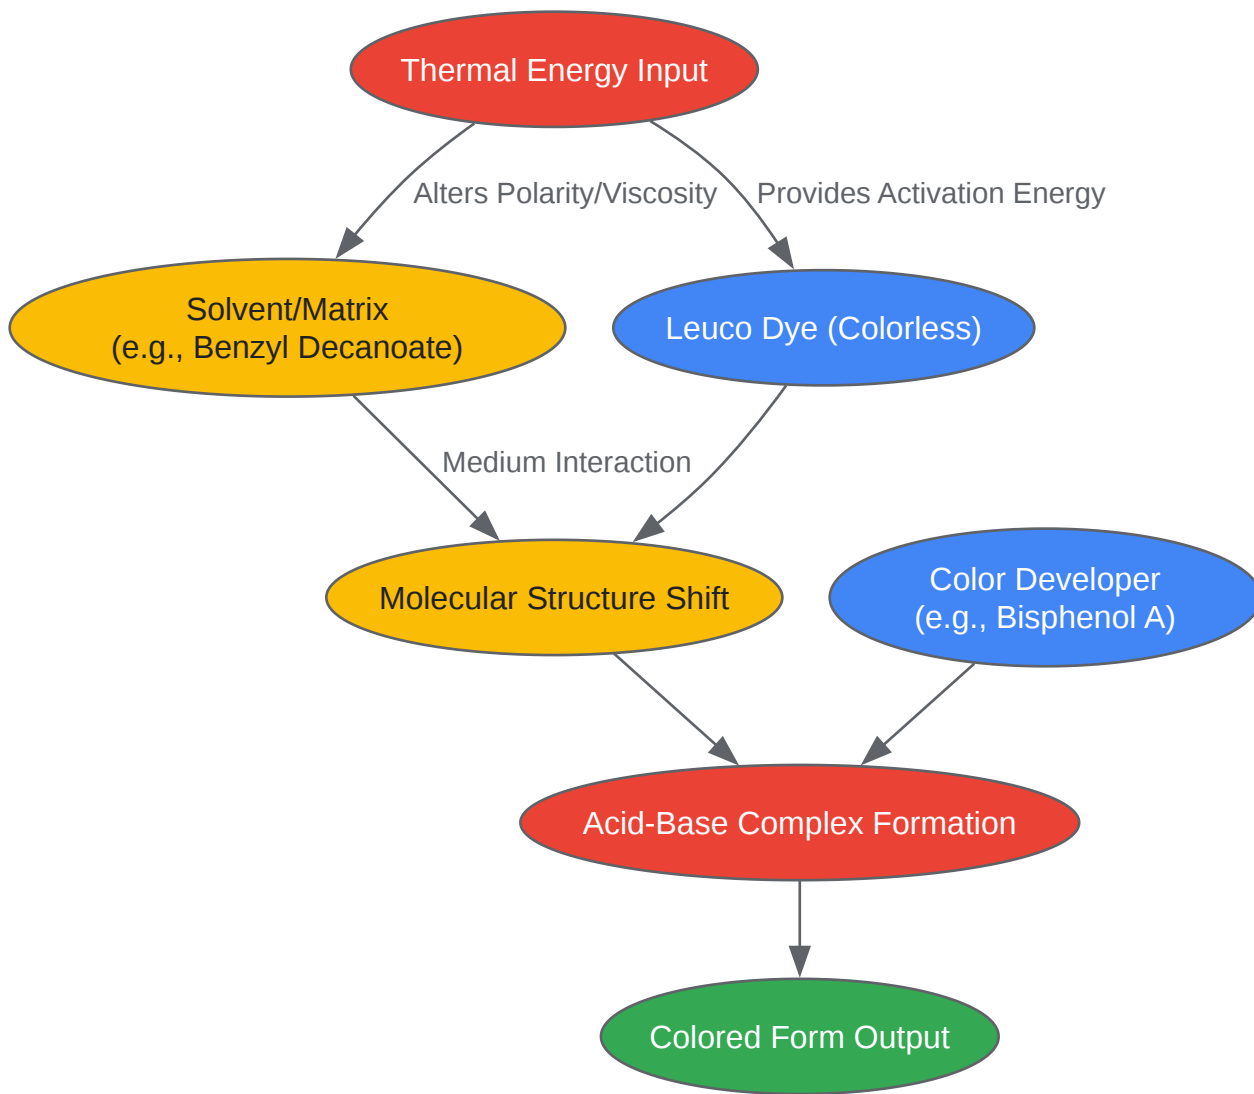 Thermal Energy Input
Alters Polarity/Viscosity
Provides Activation Energy
Solvent/Matrix
(e.g., Benzyl Decanoate)
Leuco Dye (Colorless)
Medium Interaction
Molecular Structure Shift
Color Developer
(e.g., Bisphenol A)
Acid-Base Complex Formation
Colored Form Output